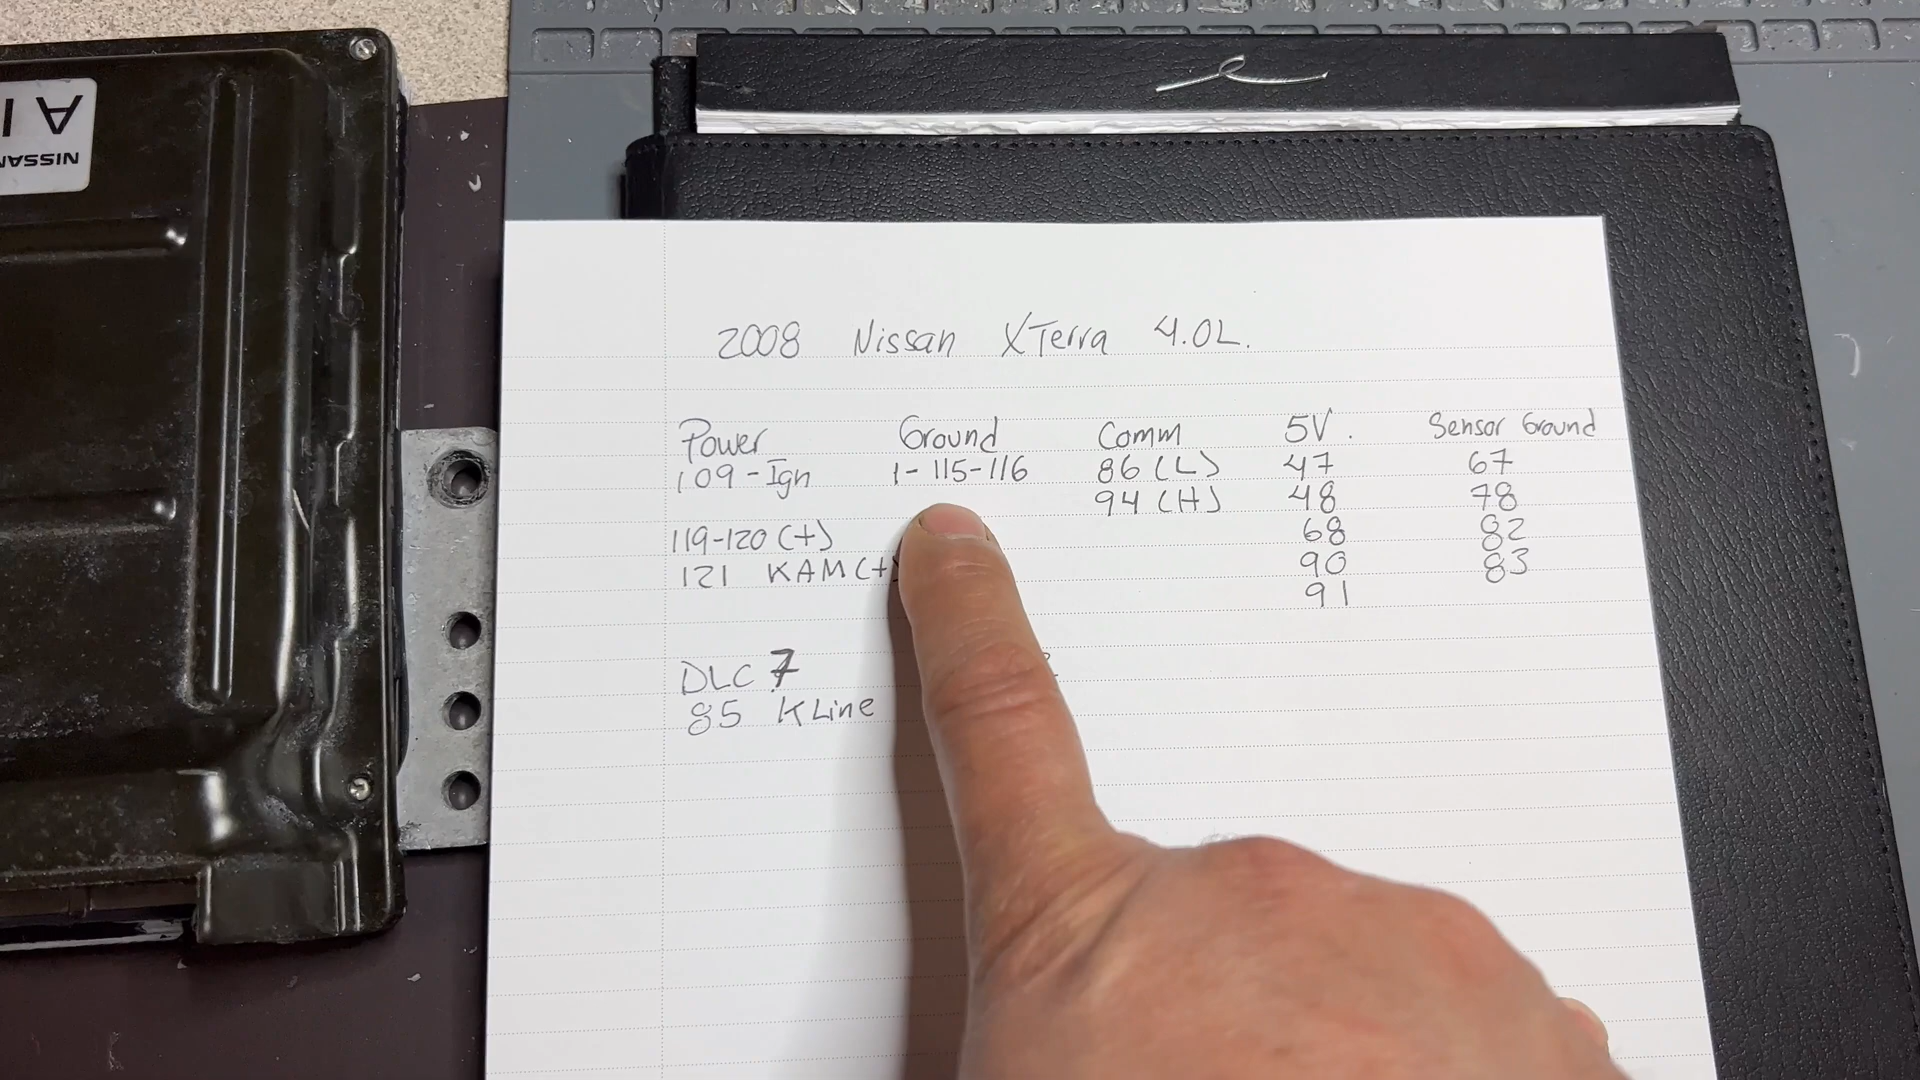 A I
NISSAN
2008 Nissan XTerra 4.0L.
Power Ground Comm 5V. Sensor Ground
109-Ign 1-115-116 86 (L) 47 67
94 (H) 48 78
119-120 (+) 68 82
121 KAM (+) 90 83
91
DLC 7
85 KLine